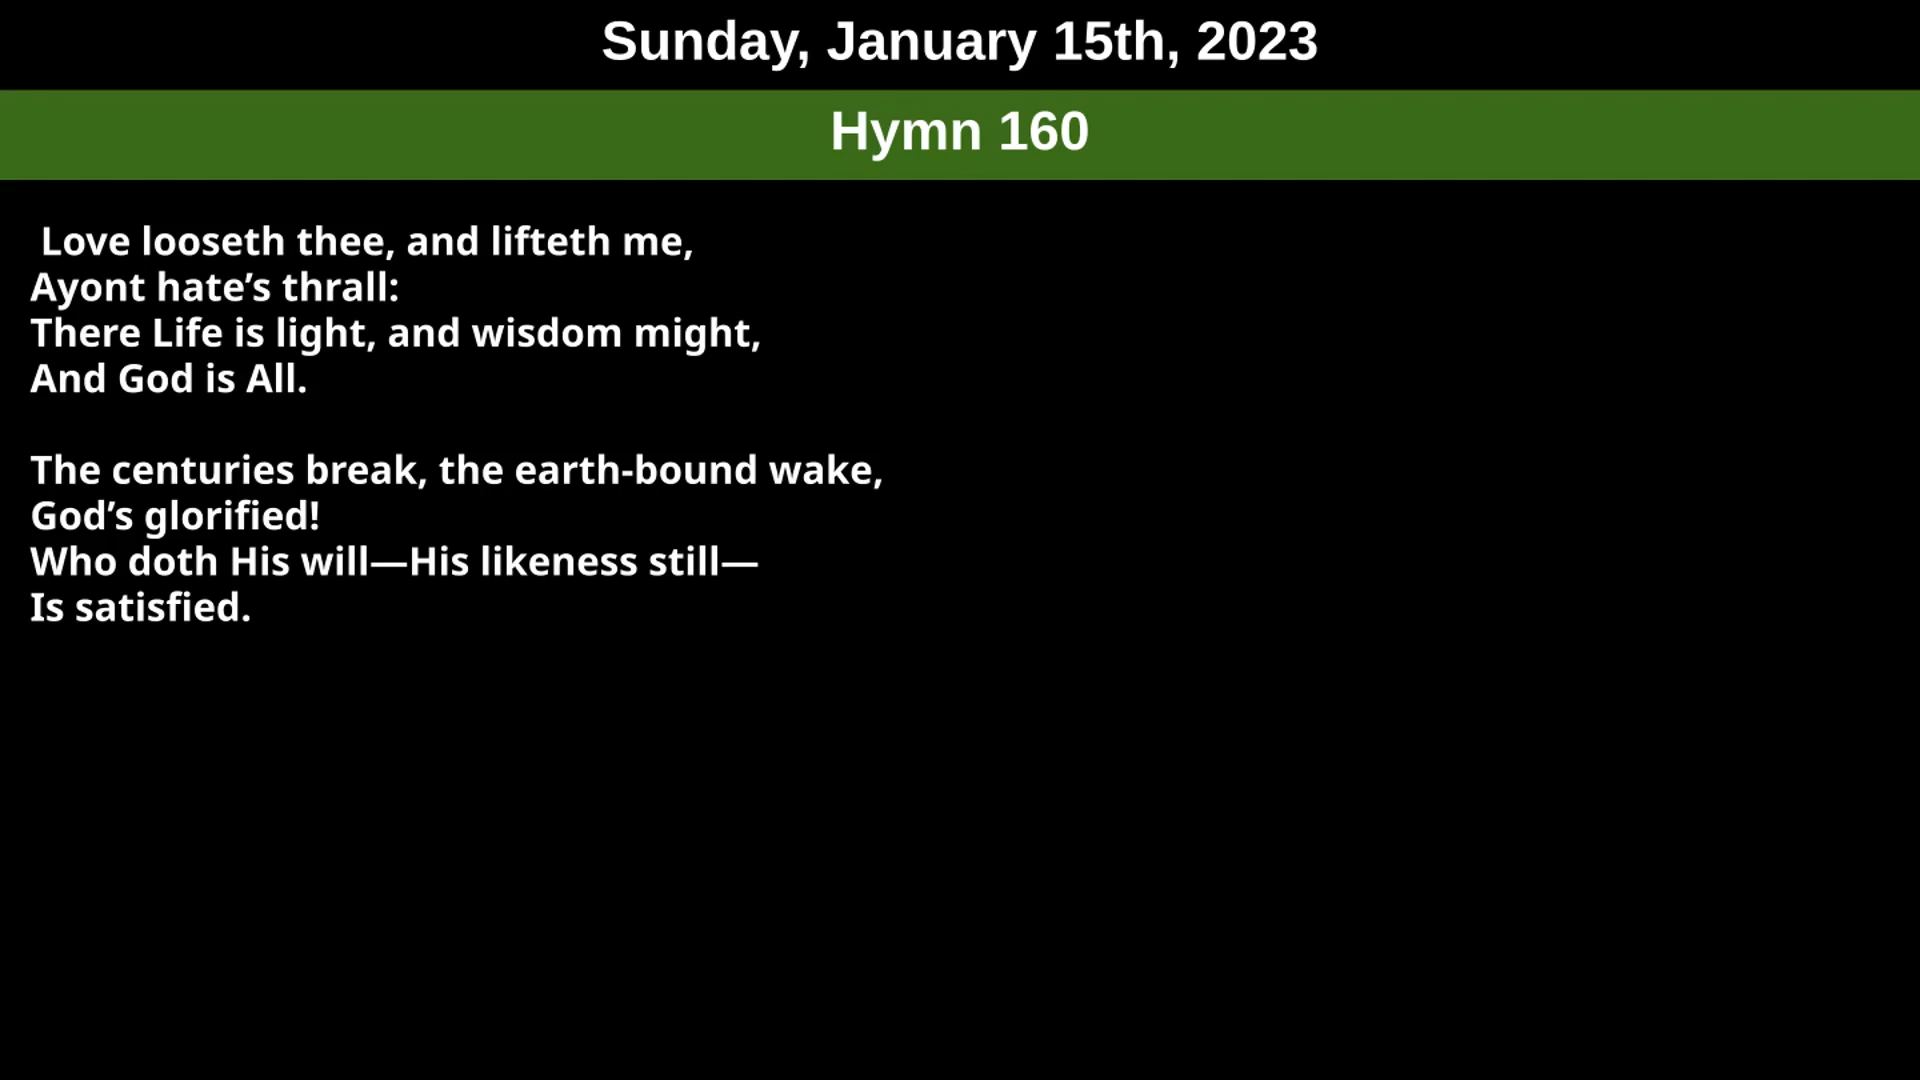 Sunday, January 15th, 2023
Hymn 160
Love looseth thee, and lifteth me,
Ayont hate’s thrall:
There Life is light, and wisdom might,
And God is All.
The centuries break, the earth-bound wake,
God’s glorified!
Who doth His will—His likeness still—
Is satisfied.